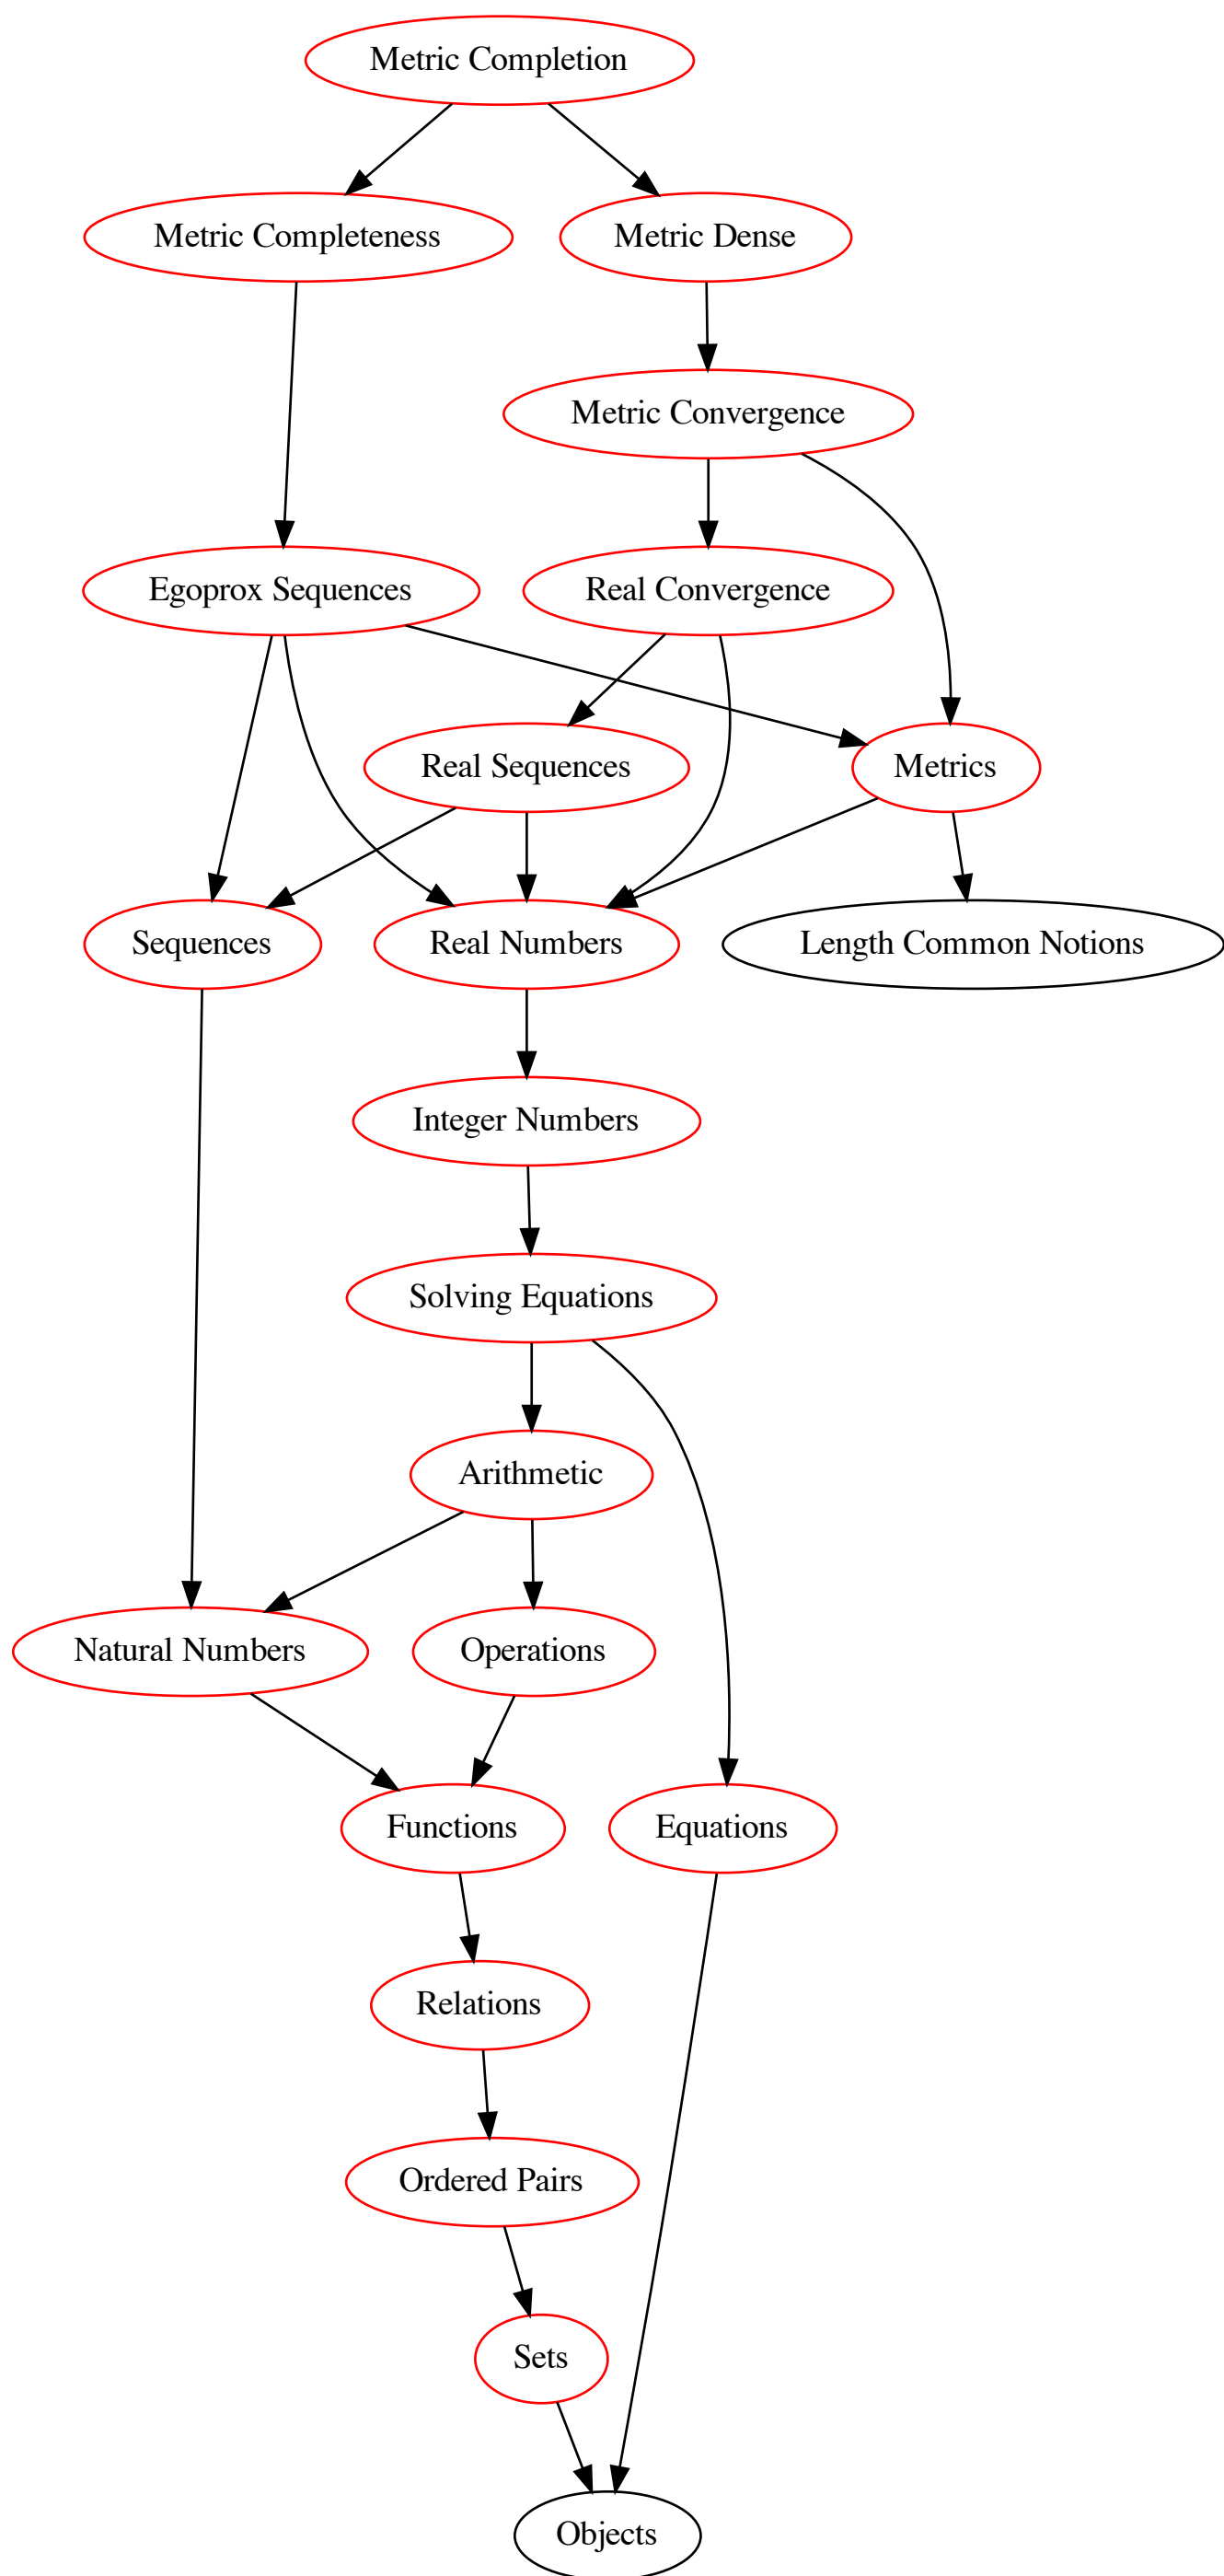 Metric Completion
Metric Completeness
Metric Dense
Metric Convergence
Egoprox Sequences
Real Convergence
Real Sequences
Metrics
Sequences
Real Numbers
Length Common Notions
Integer Numbers
Solving Equations
Arithmetic
Natural Numbers
Operations
Functions
Equations
Relations
Ordered Pairs
Sets
Objects